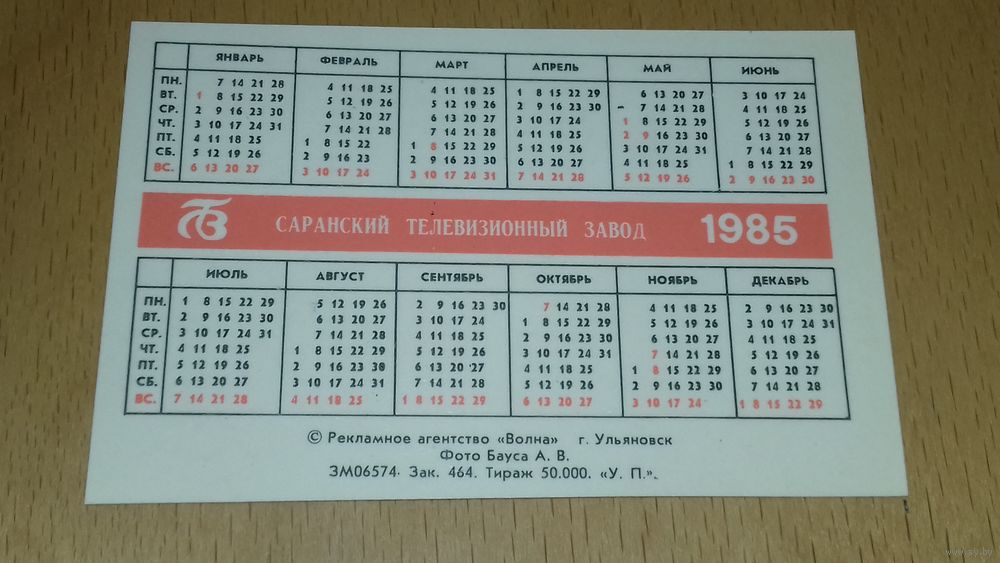 ЯНВАРЬ ФЕВРАЛЬ МАРТ АПРЕЛЬ МАЙ ИЮНЬ
ПН. 7 14 21 28 4 11 18 25 4 11 18 25 1 8 15 22 29 6 13 20 27 3 10 17 24
ВТ. 1 8 15 22 29 5 12 19 26 5 12 19 26 2 9 16 23 30 – 7 14 21 28 4 11 18 25
СР. 2 9 16 23 30 6 13 20 27 6 13 20 27 3 10 17 24 1 8 15 22 29 5 12 19 26
ЧТ. 3 10 17 24 31 7 14 21 28 7 14 21 28 4 11 18 25 2 9 16 23 30 6 13 20 27
ПТ. 4 11 18 25 1 8 15 22 1 8 15 22 29 5 12 19 26 3 10 17 24 31 7 14 21 28
СБ. 5 12 19 26 2 9 16 23 2 9 16 23 30 6 13 20 27 4 11 18 25 1 8 15 22 29
ВС. 6 13 20 27 3 10 17 24 3 10 17 24 31 7 14 21 28 5 12 19 26 2 9 16 23 30
СТЗ САРАНСКИЙ ТЕЛЕВИЗИОННЫЙ ЗАВОД 1985
ИЮЛЬ АВГУСТ СЕНТЯБРЬ ОКТЯБРЬ НОЯБРЬ ДЕКАБРЬ
ПН. 1 8 15 22 29 5 12 19 26 2 9 16 23 30 7 14 21 28 4 11 18 25 2 9 16 23 30
ВТ. 2 9 16 23 30 6 13 20 27 3 10 17 24 1 8 15 22 29 5 12 19 26 3 10 17 24 31
СР. 3 10 17 24 31 7 14 21 28 4 11 18 25 2 9 16 23 30 6 13 20 27 4 11 18 25
ЧТ. 4 11 18 25 1 8 15 22 29 5 12 19 26 3 10 17 24 31 7 14 21 28 5 12 19 26
ПТ. 5 12 19 26 2 9 16 23 30 6 13 20 27 4 11 18 25 1 8 15 22 29 6 13 20 27
СБ. 6 13 20 27 3 10 17 24 31 7 14 21 28 5 12 19 26 2 9 16 23 30 7 14 21 28
ВС. 7 14 21 28 4 11 18 25 1 8 15 22 29 6 13 20 27 3 10 17 24 1 8 15 22 29
© Рекламное агентство «Волна» г. Ульяновск
Фото Бауса А. В.
ЗМ06574. Зак. 464. Тираж 50.000. «У. П.».
www.ay.by